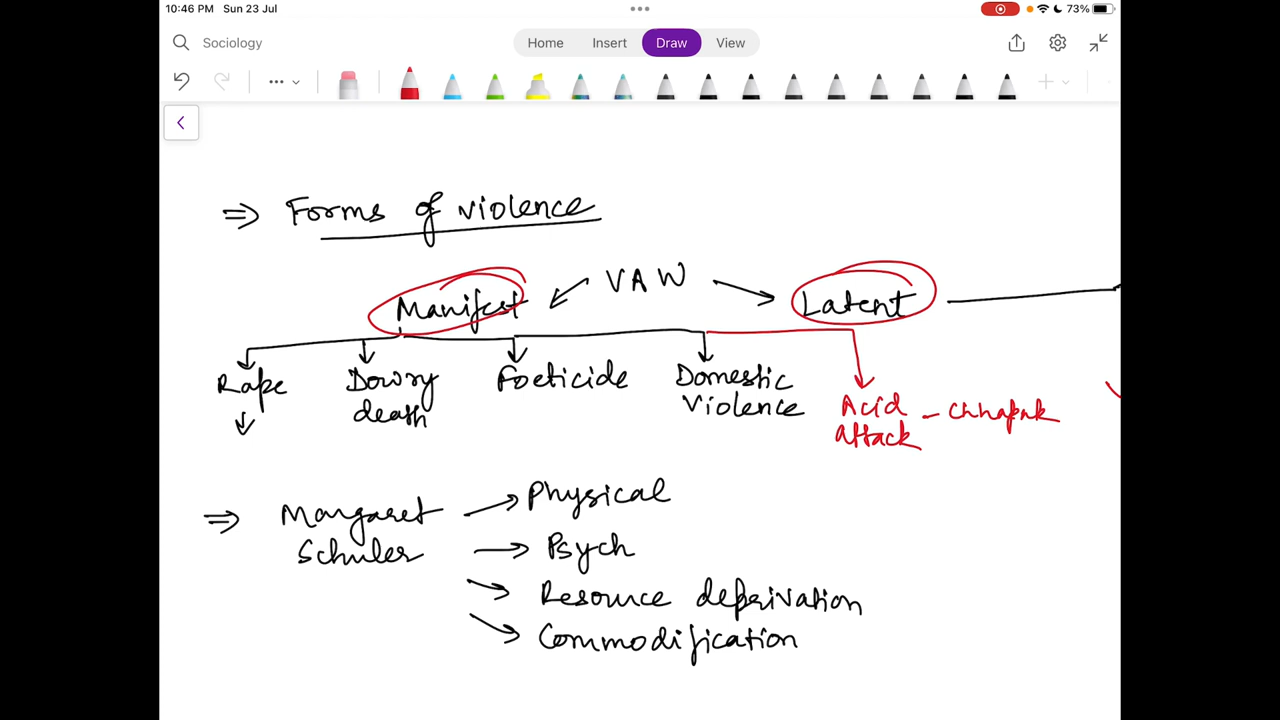 10:46 PM Sun 23 Jul
73%
Sociology
Home Insert Draw View
⇒ Forms of violence
VAW
Manifest Latent
Rape Dowry death Foeticide Domestic Violence Acid attack - Chhapak
⇒ Margaret Schuler
→ Physical
→ Psych
→ Resource deprivation
→ Commodification